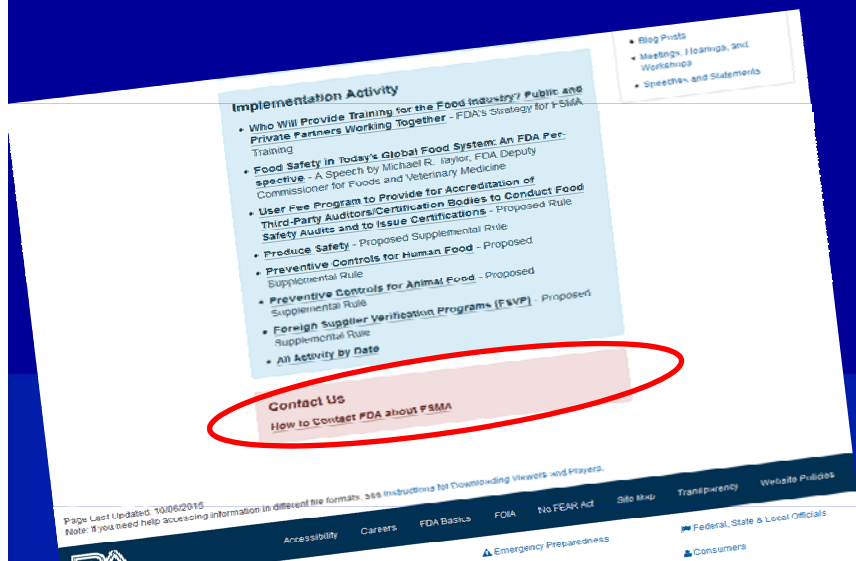 • Blog Posts
• Meetings, Hearings, and
Workshops
• Speeches and Statements
Implementation Activity
• Who Will Provide Training for the Food Industry? Public and
Private Partners Working Together - FDA's Strategy for FSMA
Training
• Food Safety in Today's Global Food System: An FDA Per-
spective - A Speech by Michael R. Taylor, FDA Deputy
Commissioner for Foods and Veterinary Medicine
• User Fee Program to Provide for Accreditation of
Third-Party Auditors/Certification Bodies to Conduct Food
Safety Audits and to Issue Certifications - Proposed Rule
• Produce Safety - Proposed Supplemental Rule
• Preventive Controls for Human Food - Proposed
Supplemental Rule
• Preventive Controls for Animal Food - Proposed
Supplemental Rule
• Foreign Supplier Verification Programs (FSVP) - Proposed
Supplemental Rule
• All Activity by Date
Contact Us
How to Contact FDA about FSMA
Page Last Updated: 10/06/2015
Note: If you need help accessing information in different file formats, see Instructions for Downloading Viewers and Players.
Accessibility Careers FDA Basics FOIA No FEAR Act Site Map Transparency Website Policies
FDA
Emergency Preparedness Federal, State & Local Officials
Consumers